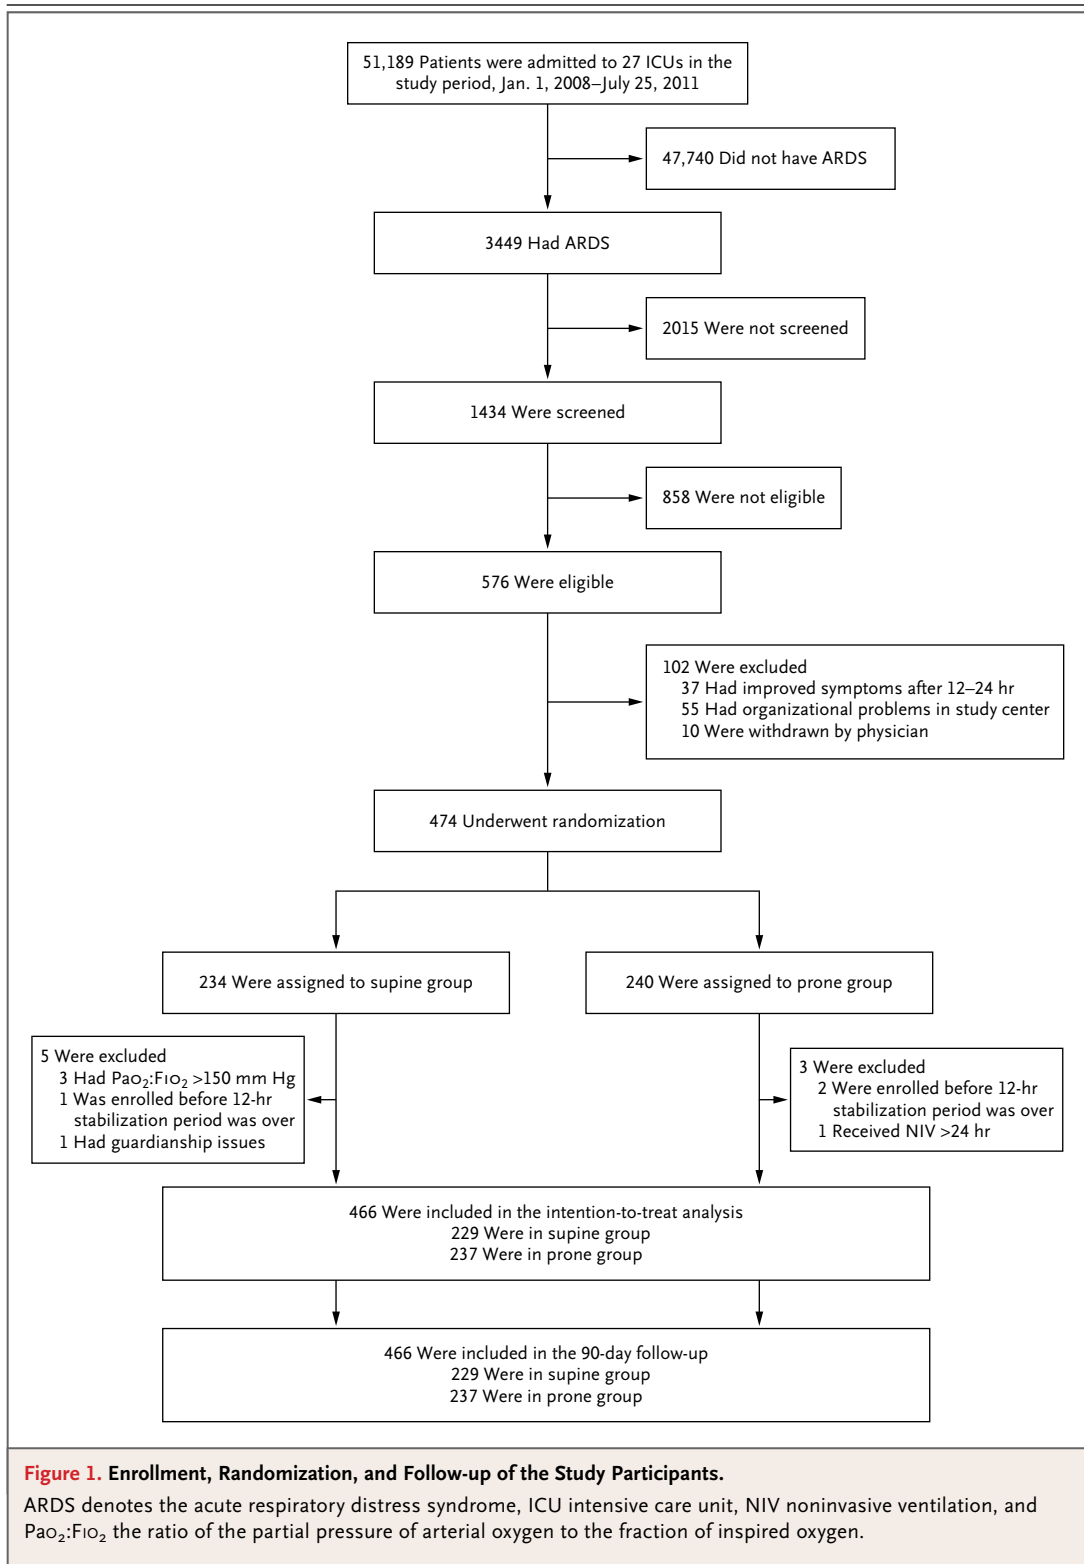 51,189 Patients were admitted to 27 ICUs in the
study period, Jan. 1, 2008–July 25, 2011
47,740 Did not have ARDS
3449 Had ARDS
2015 Were not screened
1434 Were screened
858 Were not eligible
576 Were eligible
102 Were excluded
37 Had improved symptoms after 12–24 hr
55 Had organizational problems in study center
10 Were withdrawn by physician
474 Underwent randomization
234 Were assigned to supine group
240 Were assigned to prone group
5 Were excluded
3 Had PaO₂:FIO₂ >150 mm Hg
1 Was enrolled before 12-hr
stabilization period was over
1 Had guardianship issues
3 Were excluded
2 Were enrolled before 12-hr
stabilization period was over
1 Received NIV >24 hr
466 Were included in the intention-to-treat analysis
229 Were in supine group
237 Were in prone group
466 Were included in the 90-day follow-up
229 Were in supine group
237 Were in prone group
Figure 1. Enrollment, Randomization, and Follow-up of the Study Participants.
ARDS denotes the acute respiratory distress syndrome, ICU intensive care unit, NIV noninvasive ventilation, and
PaO₂:FIO₂ the ratio of the partial pressure of arterial oxygen to the fraction of inspired oxygen.